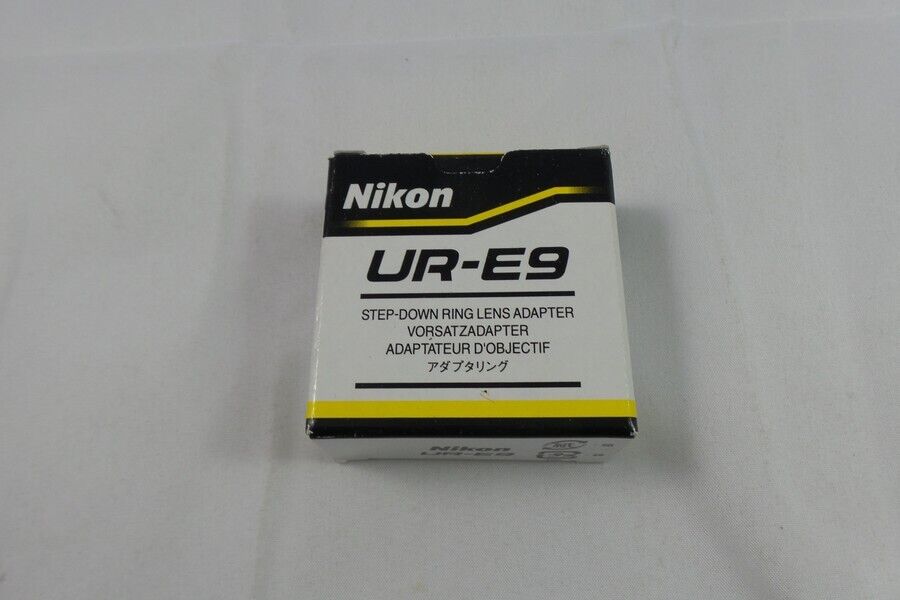 Nikon
UR-E9
STEP-DOWN RING LENS ADAPTER
VORSATZADAPTER
ADAPTATEUR D'OBJECTIF
アダプタリング
Nikon
UR-E9